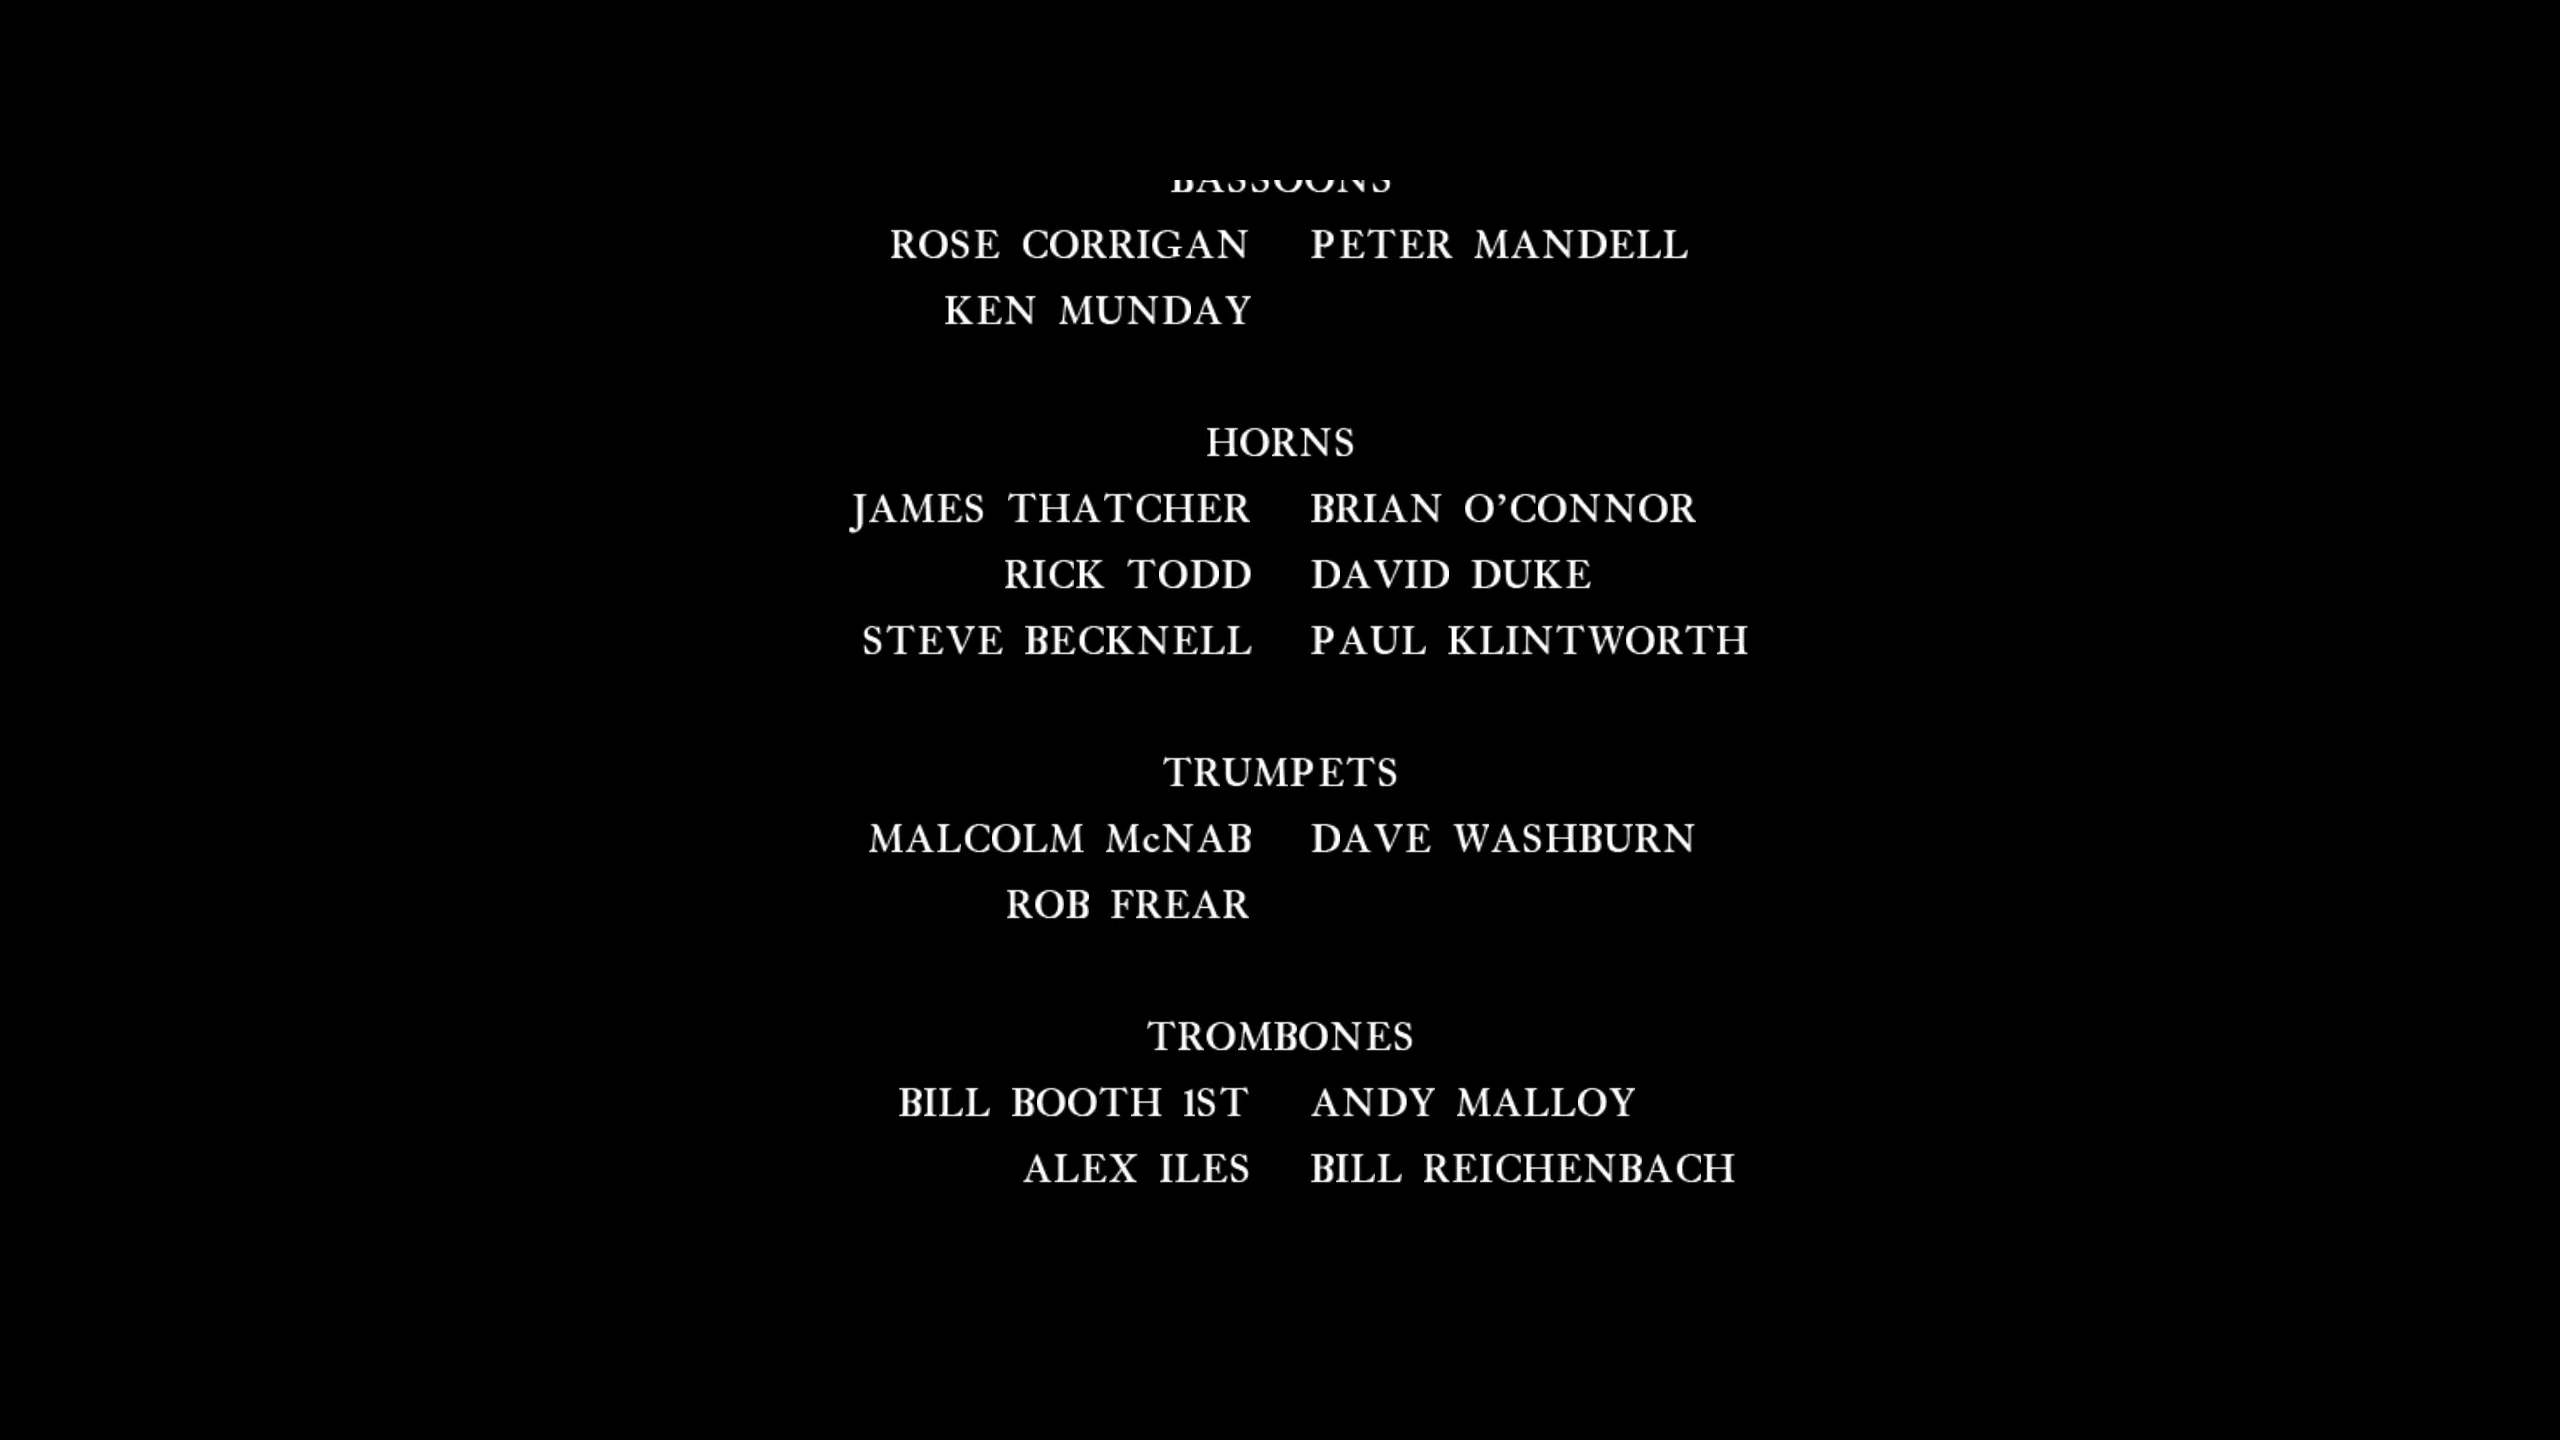 BASSOONS
ROSE CORRIGAN PETER MANDELL
KEN MUNDAY
HORNS
JAMES THATCHER BRIAN O’CONNOR
RICK TODD DAVID DUKE
STEVE BECKNELL PAUL KLINTWORTH
TRUMPETS
MALCOLM McNAB DAVE WASHBURN
ROB FREAR
TROMBONES
BILL BOOTH 1ST ANDY MALLOY
ALEX ILES BILL REICHENBACH